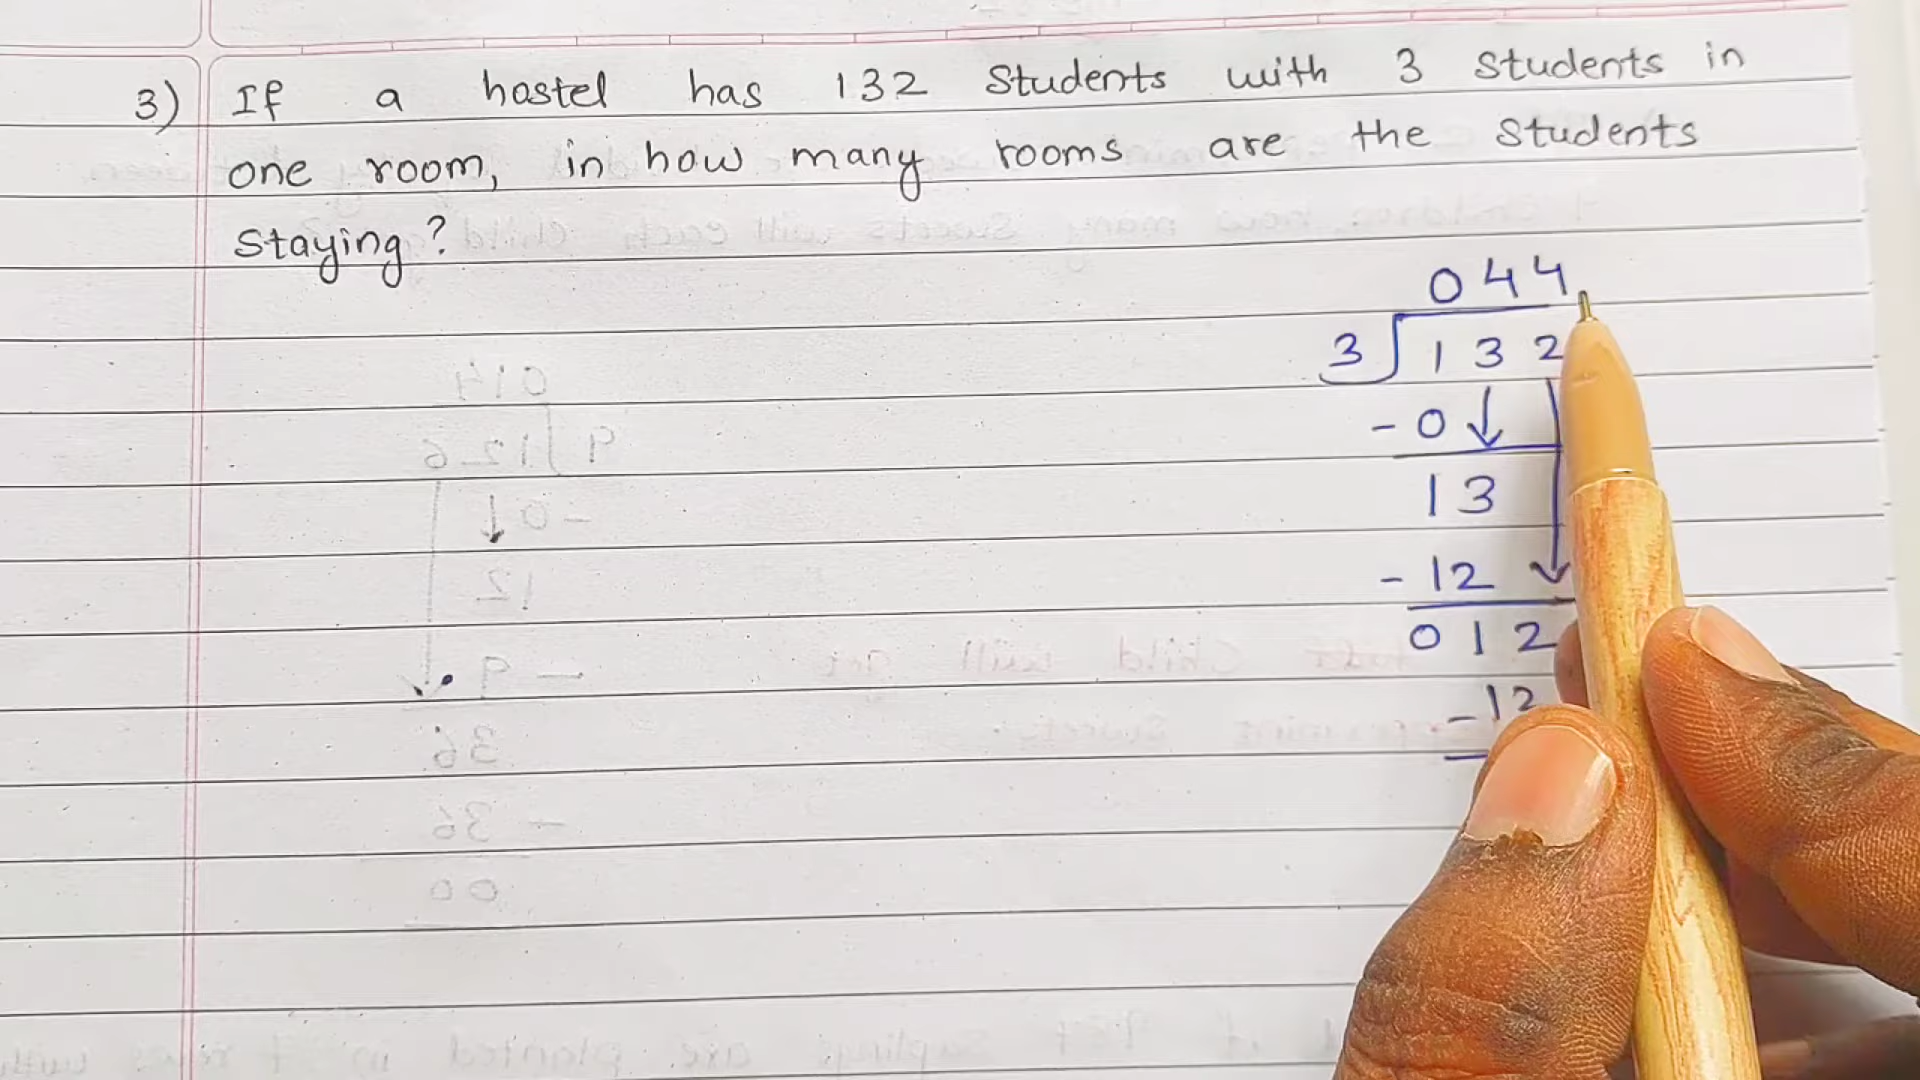 3) If a hostel has 132 Students with 3 Students in
one room, in how many rooms are the Students
Staying?
044
3 132
-0
13
-12
012
-12